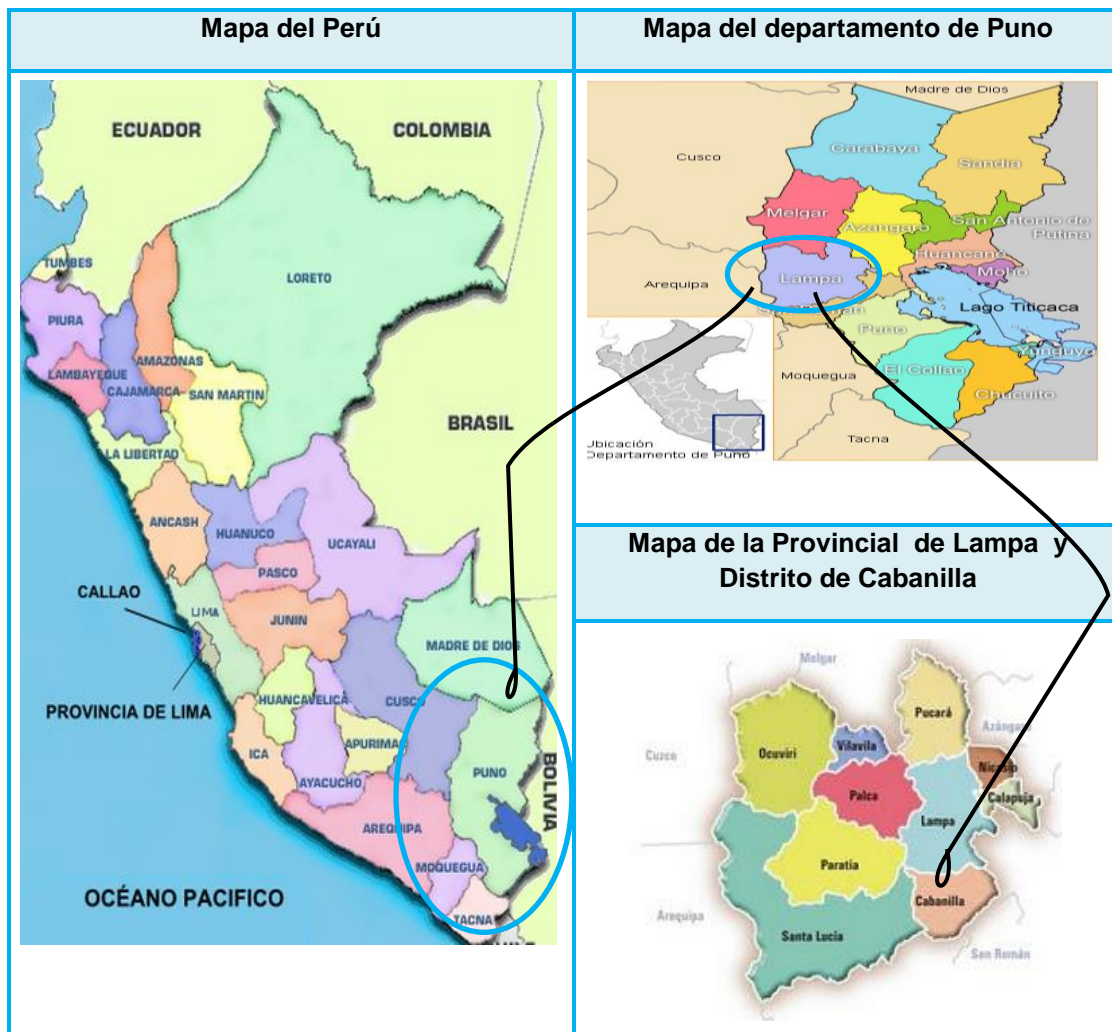 Mapa del Perú
ECUADOR
COLOMBIA
TUMBES
LORETO
PIURA
AMAZONAS
LAMBAYEQUE
CAJAMARCA
SAN MARTIN
BRASIL
LA LIBERTAD
ANCASH
HUANUCO
UCAYALI
PASCO
CALLAO
LIMA
JUNIN
MADRE DE DIOS
HUANCAVELICA
CUSCO
PROVINCIA DE LIMA
ICA
APURIMAC
AYACUCHO
PUNO
BOLIVIA
AREQUIPA
MOQUEGUA
OCÉANO PACIFICO
TACNA
Mapa del departamento de Puno
Madre de Dios
Cusco
Carabaya
Sandia
Melgar
Azángaro
San Antonio de
Putina
Huancané
Moho
Arequipa
Lampa
Lago Titicaca
Puno
Yunguyo
Moquegua
El Collao
Chucuito
Tacna
Ubicación
Departamento de Puno
Mapa de la Provincial de Lampa y
Distrito de Cabanilla
Melgar
Pucará
Azángaro
Cuzco
Ocuviri
Vilavila
Nicasio
Palca
Calapuja
Lampa
Paratía
Cabanilla
Arequipa
Santa Lucía
San Román